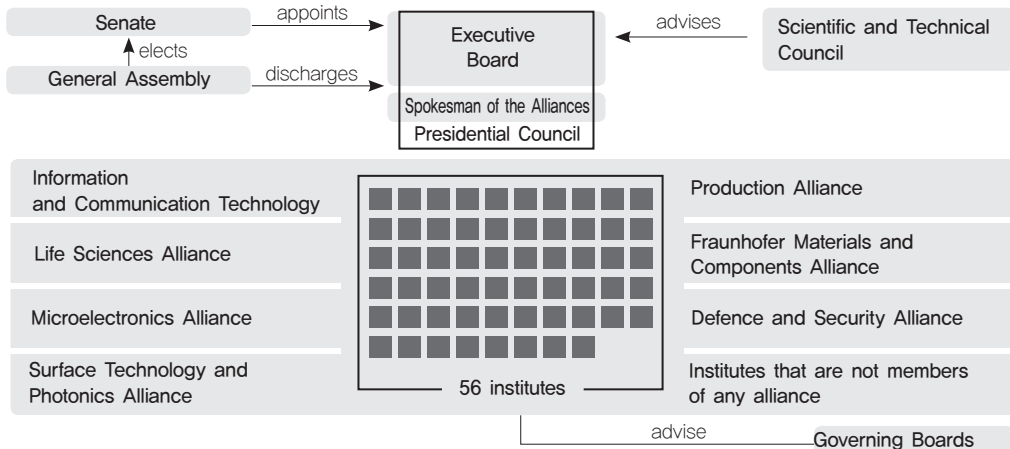 Senate
appoints
Executive
Board
advises
Scientific and Technical
Council
elects
General Assembly
discharges
Spokesman of the Alliances
Presidential Council
Information
and Communication Technology
Life Sciences Alliance
Microelectronics Alliance
Surface Technology and
Photonics Alliance
56 institutes
Production Alliance
Fraunhofer Materials and
Components Alliance
Defence and Security Alliance
Institutes that are not members
of any alliance
advise
Governing Boards